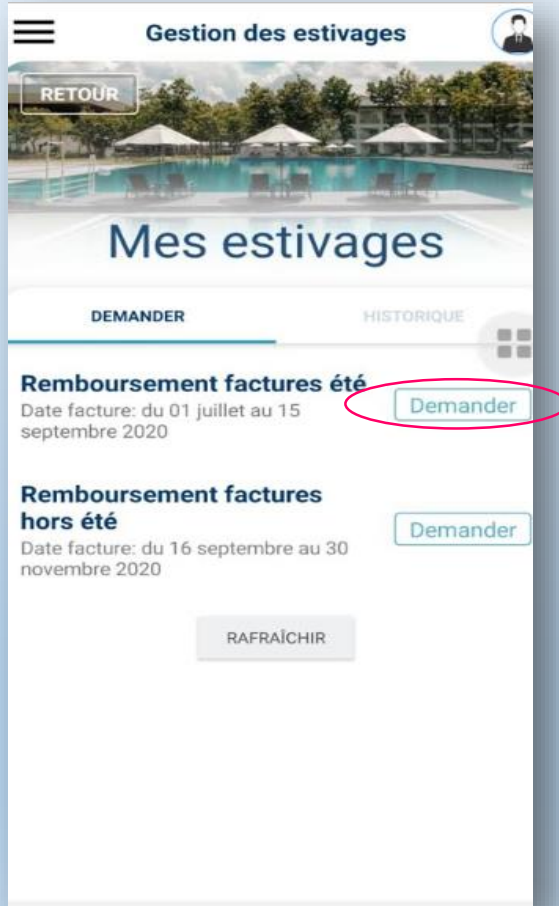 Gestion des estivages
RETOUR
Mes estivages
DEMANDER
HISTORIQUE
Remboursement factures été
Date facture: du 01 juillet au 15
septembre 2020
Demander
Remboursement factures
hors été
Date facture: du 16 septembre au 30
novembre 2020
Demander
RAFRAÎCHIR